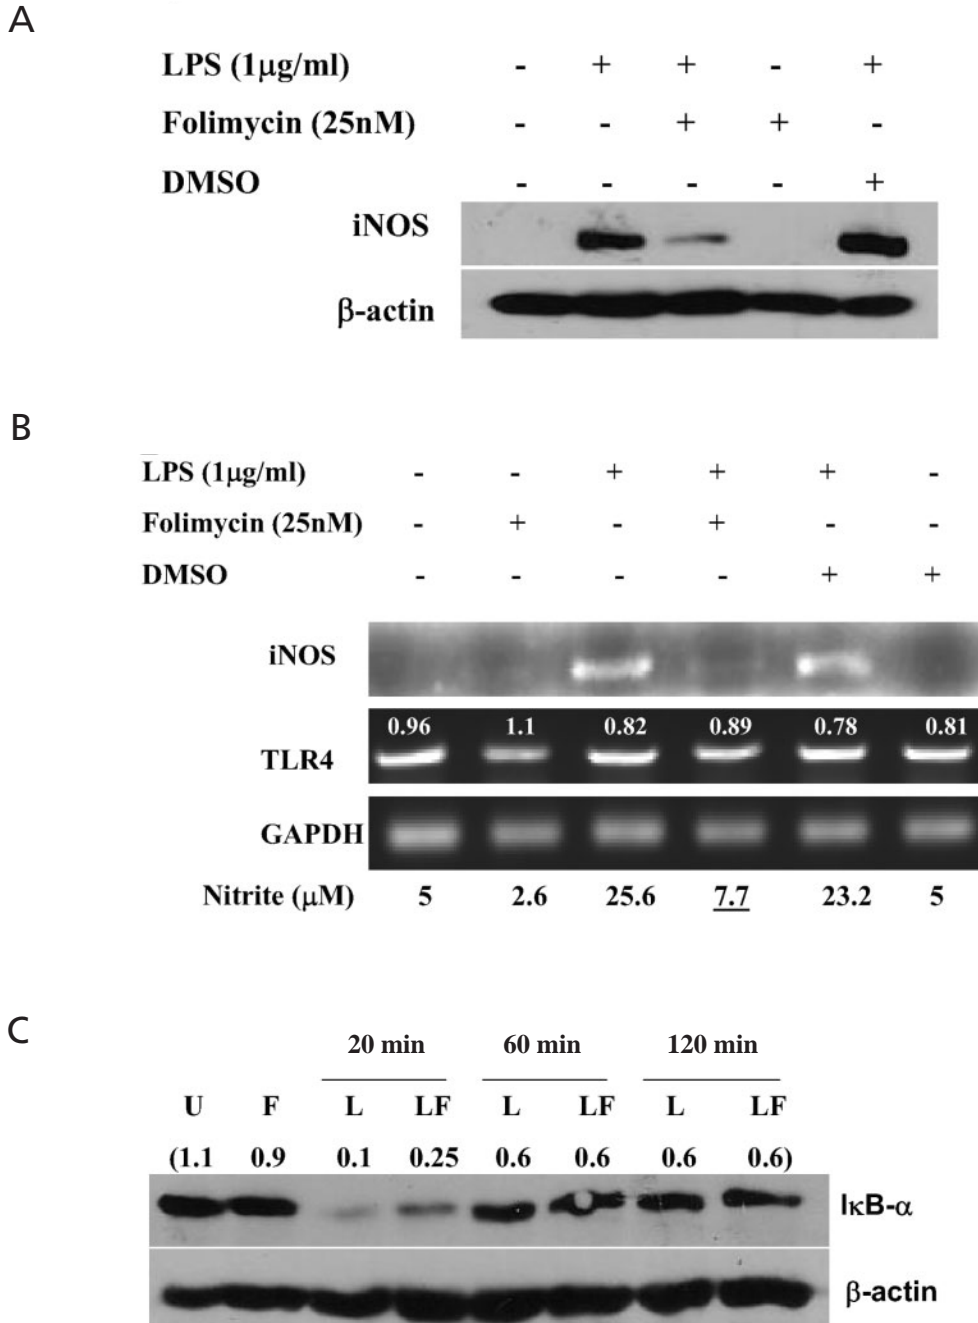 A
LPS (1μg/ml) - + + - +
Folimycin (25nM) - - + + -
DMSO - - - - +
iNOS
β-actin
B
LPS (1μg/ml) - - + + + -
Folimycin (25nM) - + - + - -
DMSO - - - - + +
iNOS
0.96 1.1 0.82 0.89 0.78 0.81
TLR4
GAPDH
Nitrite (μM) 5 2.6 25.6 7.7 23.2 5
C
20 min 60 min 120 min
U F L LF L LF L LF
(1.1 0.9 0.1 0.25 0.6 0.6 0.6 0.6)
IκB-α
β-actin